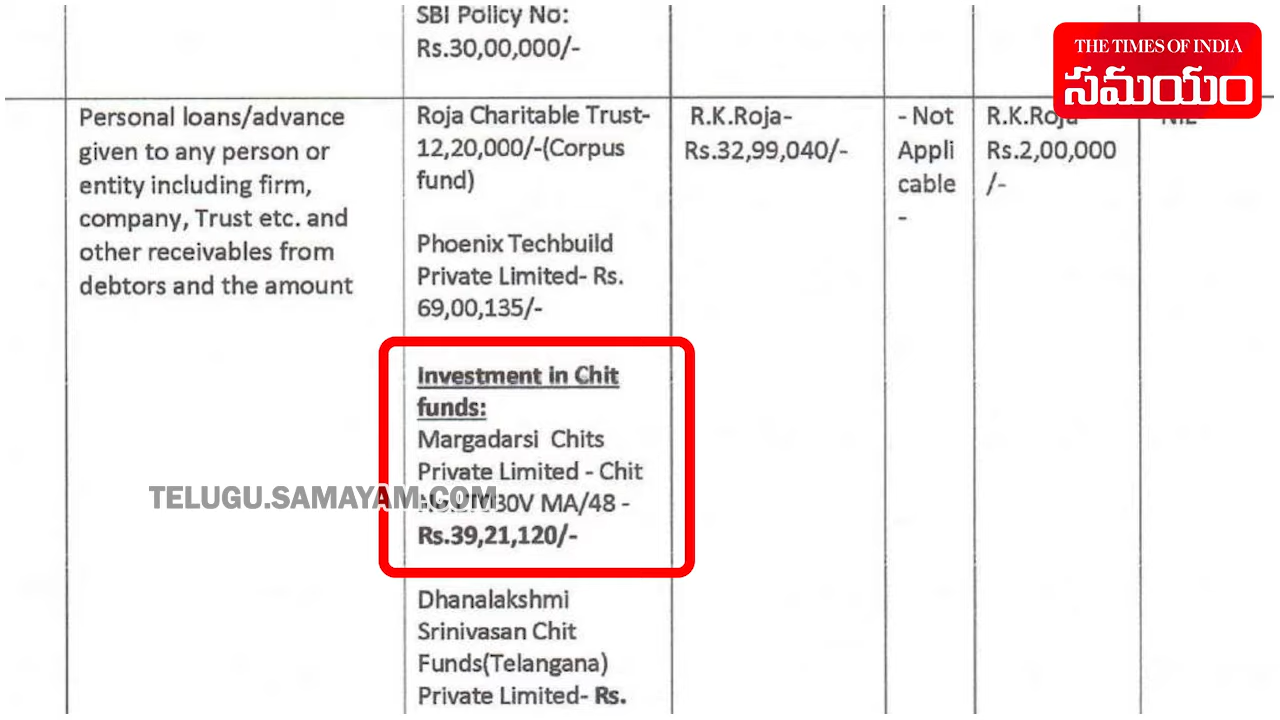 SBI Policy No:
Rs.30,00,000/-
THE TIMES OF INDIA
సమయం
Personal loans/advance
given to any person or
entity including firm,
company, Trust etc. and
other receivables from
debtors and the amount
Roja Charitable Trust-
12,20,000/-(Corpus
fund)
Phoenix Techbuild
Private Limited- Rs.
69,00,135/-
Investment in Chit
funds:
Margadarsi Chits
Private Limited - Chit
MA/48 -
Rs.39,21,120/-
Dhanalakshmi
Srinivasan Chit
Funds(Telangana)
Private Limited- Rs.
R.K.Roja-
Rs.32,99,040/-
- Not
Appli
cable
-
R.K.Roja
Rs.2,00,000
/-
TELUGU.SAMAYAM.COM